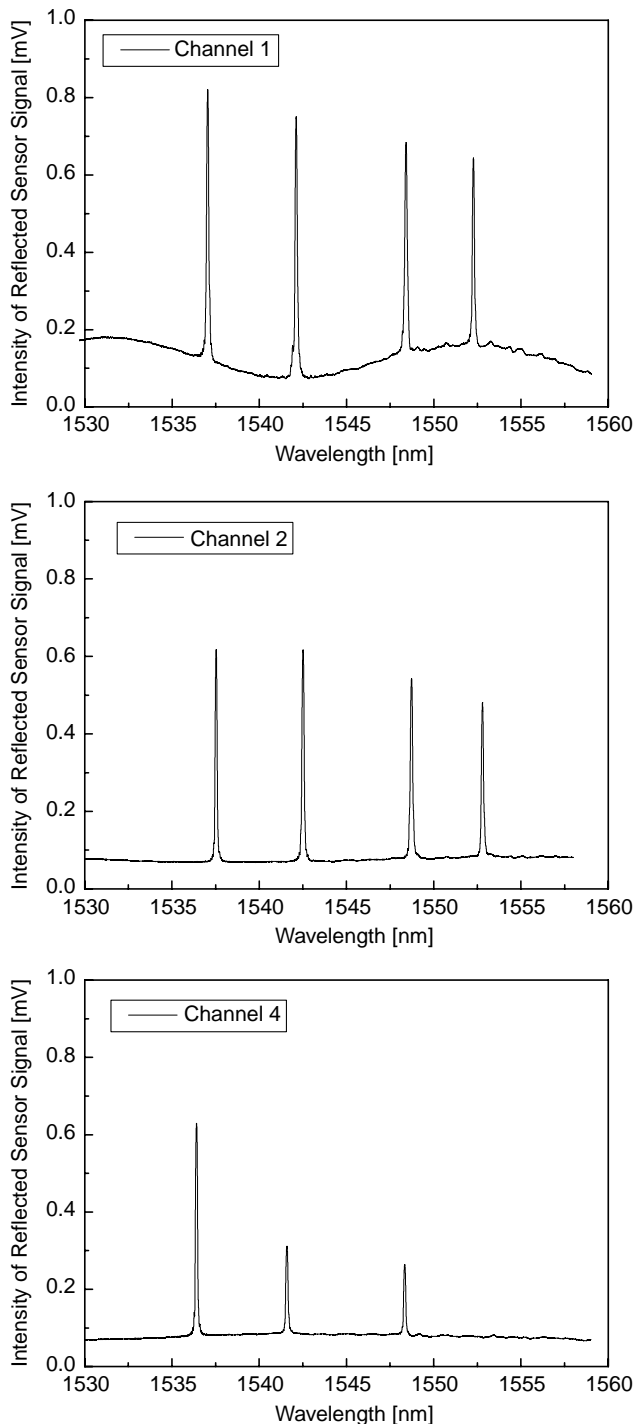 Channel 1
Intensity of Reflected Sensor Signal [mV]
1.0
0.8
0.6
0.4
0.2
0.0
1530 1535 1540 1545 1550 1555 1560
Wavelength [nm]
Channel 2
Intensity of Reflected Sensor Signal [mV]
1.0
0.8
0.6
0.4
0.2
0.0
1530 1535 1540 1545 1550 1555 1560
Wavelength [nm]
Channel 4
Intensity of Reflected Sensor Signal [mV]
1.0
0.8
0.6
0.4
0.2
0.0
1530 1535 1540 1545 1550 1555 1560
Wavelength [nm]